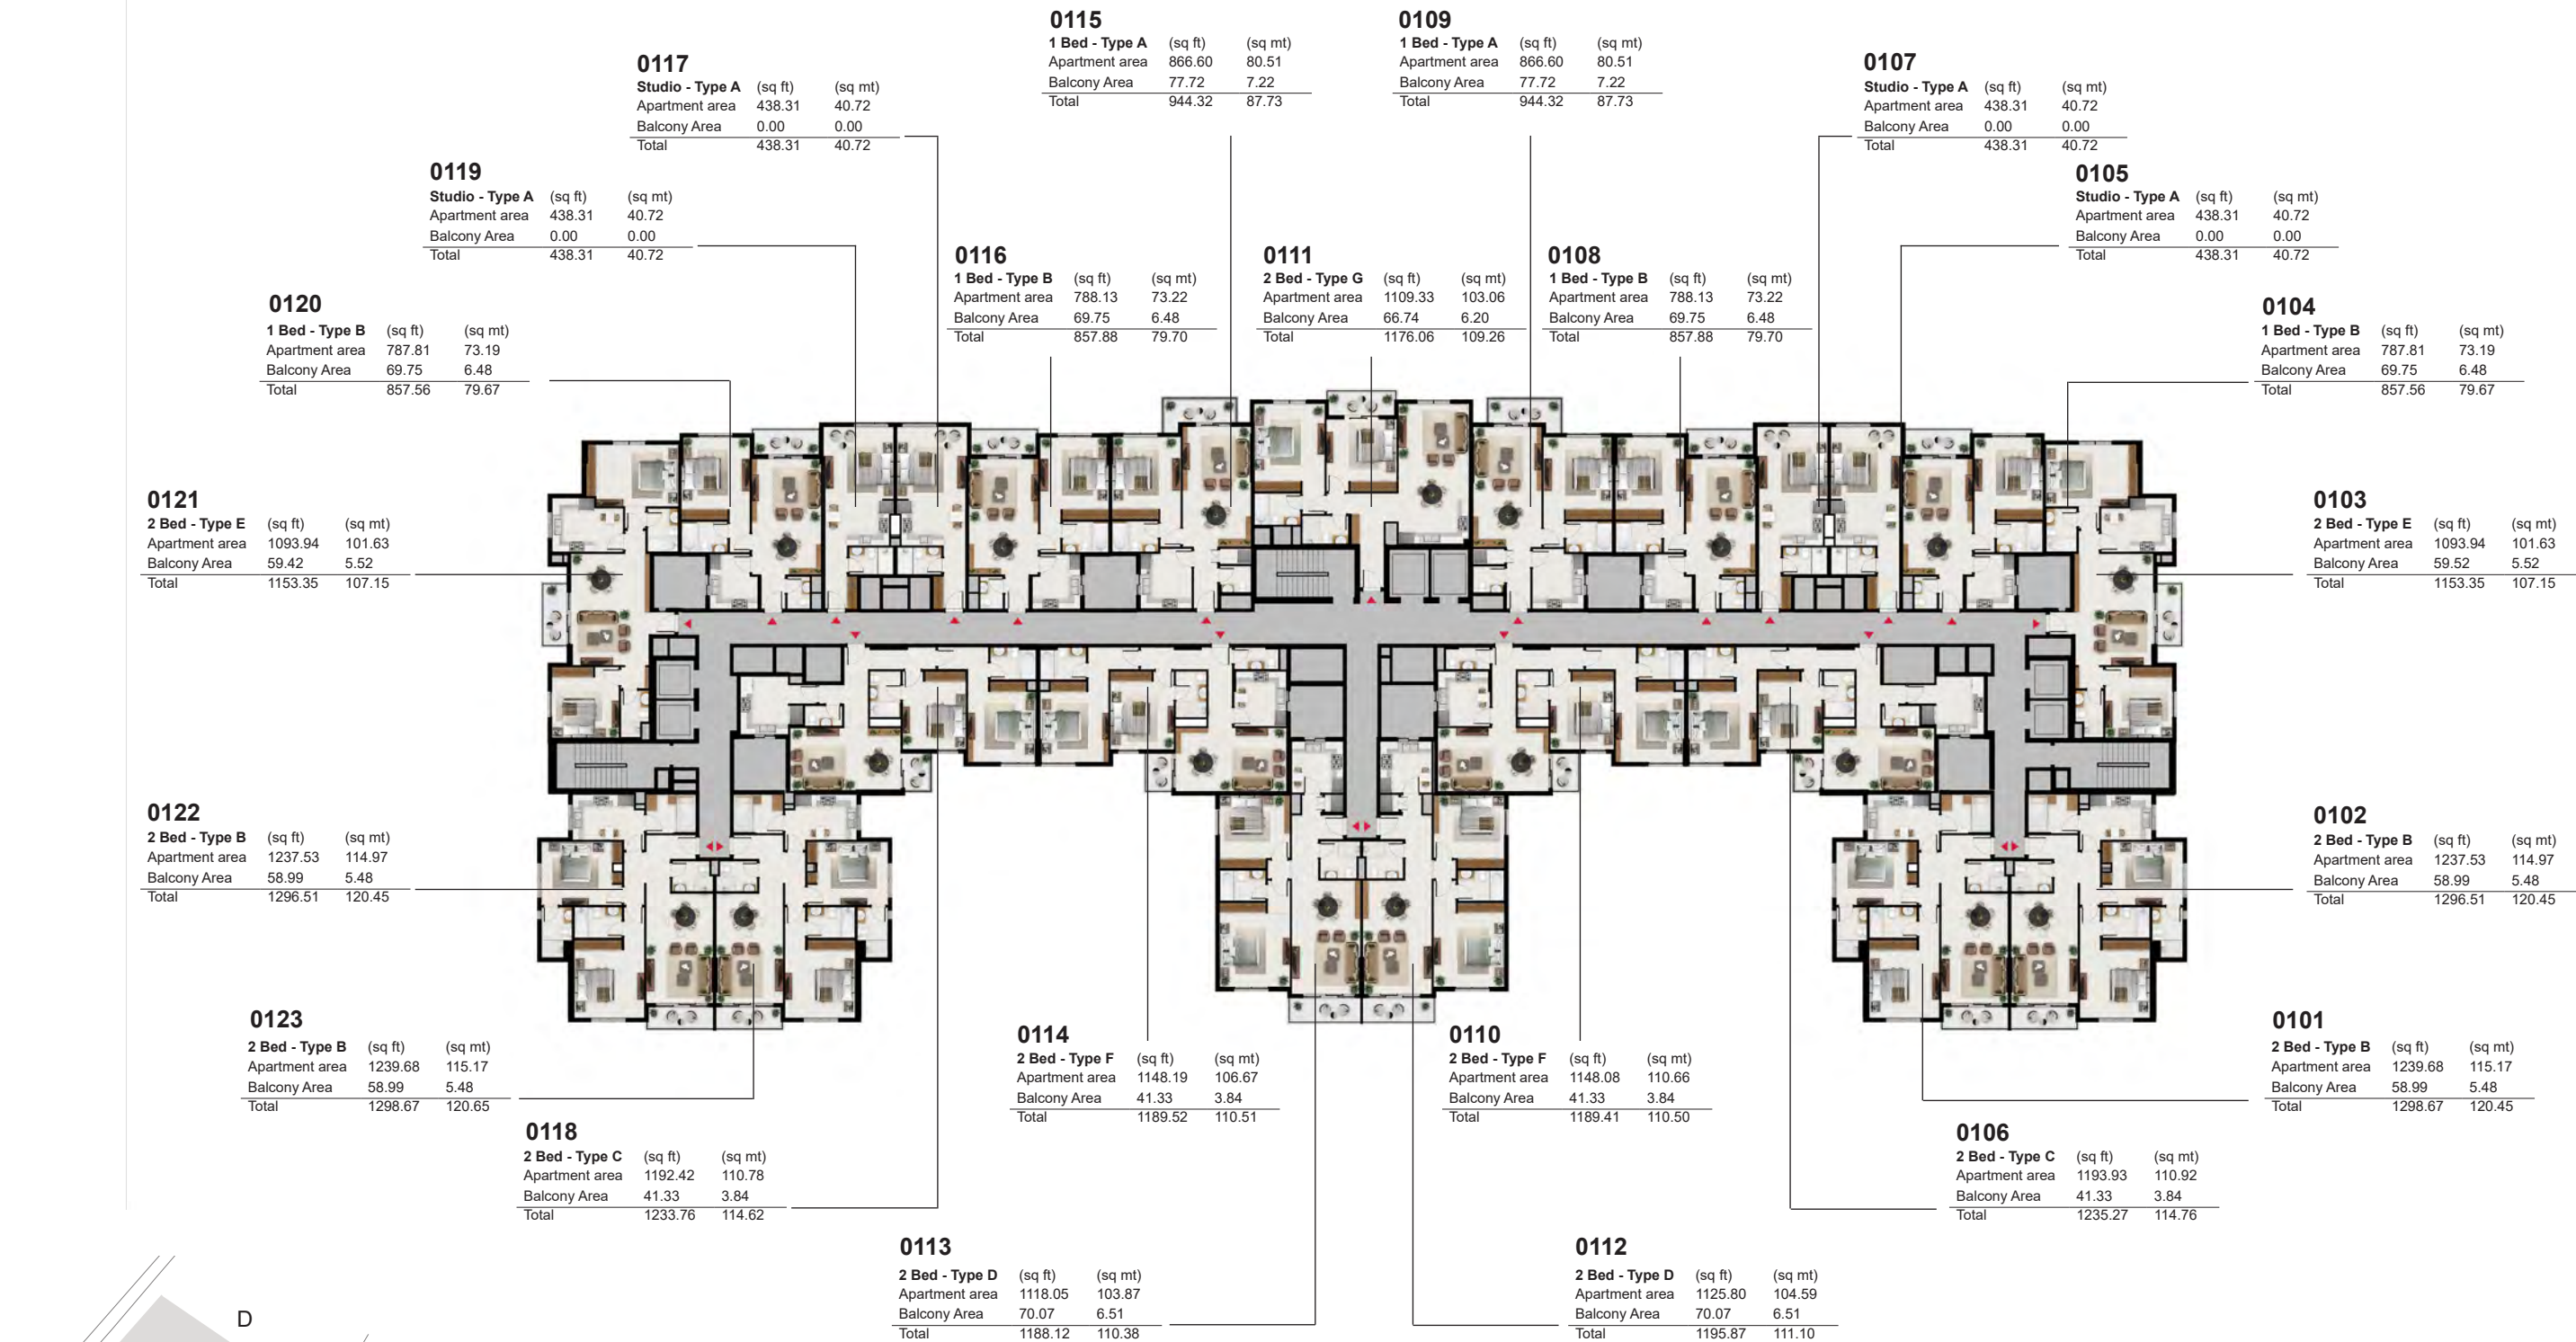 0115
1 Bed - Type A (sq ft) (sq mt)
Apartment area 866.60 80.51
Balcony Area 77.72 7.22
Total 944.32 87.73
0109
1 Bed - Type A (sq ft) (sq mt)
Apartment area 866.60 80.51
Balcony Area 77.72 7.22
Total 944.32 87.73
0117
Studio - Type A (sq ft) (sq mt)
Apartment area 438.31 40.72
Balcony Area 0.00 0.00
Total 438.31 40.72
0107
Studio - Type A (sq ft) (sq mt)
Apartment area 438.31 40.72
Balcony Area 0.00 0.00
Total 438.31 40.72
0119
Studio - Type A (sq ft) (sq mt)
Apartment area 438.31 40.72
Balcony Area 0.00 0.00
Total 438.31 40.72
0105
Studio - Type A (sq ft) (sq mt)
Apartment area 438.31 40.72
Balcony Area 0.00 0.00
Total 438.31 40.72
0116
1 Bed - Type B (sq ft) (sq mt)
Apartment area 788.13 73.22
Balcony Area 69.75 6.48
Total 857.88 79.70
0111
2 Bed - Type G (sq ft) (sq mt)
Apartment area 1109.33 103.06
Balcony Area 66.74 6.20
Total 1176.06 109.26
0108
1 Bed - Type B (sq ft) (sq mt)
Apartment area 788.13 73.22
Balcony Area 69.75 6.48
Total 857.88 79.70
0120
1 Bed - Type B (sq ft) (sq mt)
Apartment area 787.81 73.19
Balcony Area 69.75 6.48
Total 857.56 79.67
0104
1 Bed - Type B (sq ft) (sq mt)
Apartment area 787.81 73.19
Balcony Area 69.75 6.48
Total 857.56 79.67
0121
2 Bed - Type E (sq ft) (sq mt)
Apartment area 1093.94 101.63
Balcony Area 59.42 5.52
Total 1153.35 107.15
0103
2 Bed - Type E (sq ft) (sq mt)
Apartment area 1093.94 101.63
Balcony Area 59.52 5.52
Total 1153.35 107.15
0122
2 Bed - Type B (sq ft) (sq mt)
Apartment area 1237.53 114.97
Balcony Area 58.99 5.48
Total 1296.51 120.45
0102
2 Bed - Type B (sq ft) (sq mt)
Apartment area 1237.53 114.97
Balcony Area 58.99 5.48
Total 1296.51 120.45
0123
2 Bed - Type B (sq ft) (sq mt)
Apartment area 1239.68 115.17
Balcony Area 58.99 5.48
Total 1298.67 120.65
0114
2 Bed - Type F (sq ft) (sq mt)
Apartment area 1148.19 106.67
Balcony Area 41.33 3.84
Total 1189.52 110.51
0110
2 Bed - Type F (sq ft) (sq mt)
Apartment area 1148.08 110.66
Balcony Area 41.33 3.84
Total 1189.41 110.50
0101
2 Bed - Type B (sq ft) (sq mt)
Apartment area 1239.68 115.17
Balcony Area 58.99 5.48
Total 1298.67 120.45
0118
2 Bed - Type C (sq ft) (sq mt)
Apartment area 1192.42 110.78
Balcony Area 41.33 3.84
Total 1233.76 114.62
0106
2 Bed - Type C (sq ft) (sq mt)
Apartment area 1193.93 110.92
Balcony Area 41.33 3.84
Total 1235.27 114.76
0113
2 Bed - Type D (sq ft) (sq mt)
Apartment area 1118.05 103.87
Balcony Area 70.07 6.51
Total 1188.12 110.38
0112
2 Bed - Type D (sq ft) (sq mt)
Apartment area 1125.80 104.59
Balcony Area 70.07 6.51
Total 1195.87 111.10
D